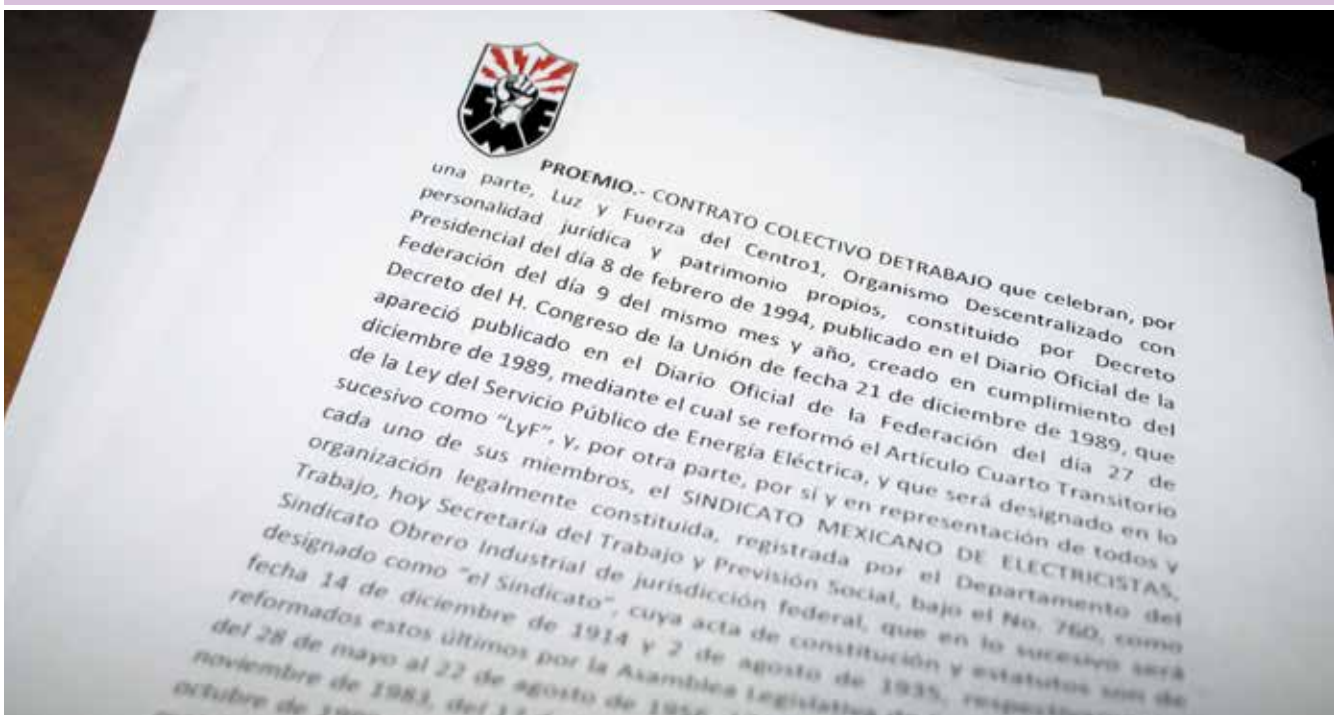 PROEMIO.- CONTRATO COLECTIVO DETRABAJO que celebran, por
una parte, Luz y Fuerza del Centro1, Organismo Descentralizado con
personalidad jurídica y patrimonio propios, constituido por Decreto
Presidencial del día 8 de febrero de 1994, publicado en el Diario Oficial de la
Federación del día 9 del mismo mes y año, creado en cumplimiento del
Decreto del H. Congreso de la Unión de fecha 21 de diciembre de 1989, que
apareció publicado en el Diario Oficial de la Federación del día 27 de
diciembre de 1989, mediante el cual se reformó el Artículo Cuarto Transitorio
de la Ley del Servicio Público de Energía Eléctrica, y que será designado en lo
sucesivo como "LyF", y, por otra parte, por sí y en representación de todos y
cada uno de sus miembros, el SINDICATO MEXICANO DE ELECTRICISTAS,
organización legalmente constituida, registrada por el Departamento del
Trabajo, hoy Secretaría del Trabajo y Previsión Social, bajo el No. 760, como
Sindicato Obrero Industrial de jurisdicción federal, que en lo sucesivo será
designado como "el Sindicato", cuya acta de constitución y estatutos son de
fecha 14 de diciembre de 1914 y 2 de agosto de 1935,
reformados estos últimos por la Asamblea Legislativa
del 28 de mayo al 22 de agosto de 1956,
noviembre de 1983, del
octubre de